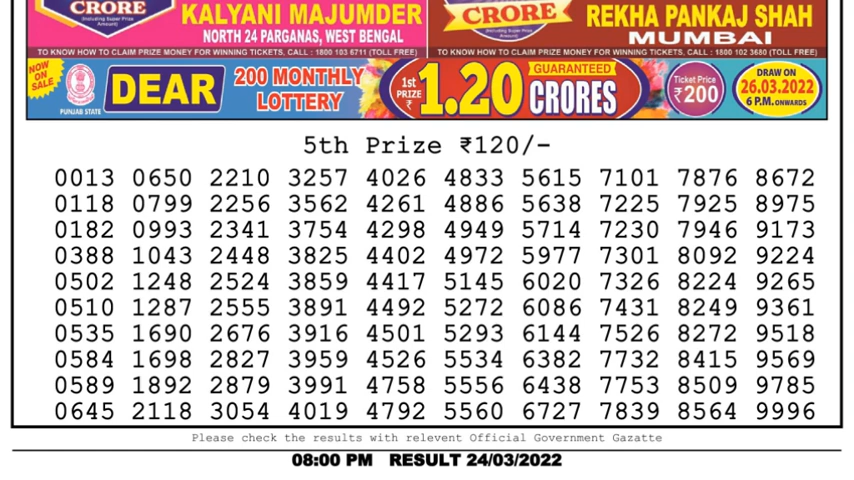 CRORE
(Including Super Prize Amount)
KALYANI MAJUMDER
NORTH 24 PARGANAS, WEST BENGAL
TO KNOW HOW TO CLAIM PRIZE MONEY FOR WINNING TICKETS, CALL : 1800 103 6711 (TOLL FREE)
CRORE
(Including Super Prize Amount)
REKHA PANKAJ SHAH
MUMBAI
TO KNOW HOW TO CLAIM PRIZE MONEY FOR WINNING TICKETS, CALL : 1800 102 3680 (TOLL FREE)
NOW ON SALE
PUNJAB STATE
DEAR
200 MONTHLY
LOTTERY
1st PRIZE ₹
1.20
GUARANTEED
CRORES
Ticket Price
₹200
DRAW ON
26.03.2022
6 P.M. ONWARDS
5th Prize ₹120/-
0013 0650 2210 3257 4026 4833 5615 7101 7876 8672
0118 0799 2256 3562 4261 4886 5638 7225 7925 8975
0182 0993 2341 3754 4298 4949 5714 7230 7946 9173
0388 1043 2448 3825 4402 4972 5977 7301 8092 9224
0502 1248 2524 3859 4417 5145 6020 7326 8224 9265
0510 1287 2555 3891 4492 5272 6086 7431 8249 9361
0535 1690 2676 3916 4501 5293 6144 7526 8272 9518
0584 1698 2827 3959 4526 5534 6382 7732 8415 9569
0589 1892 2879 3991 4758 5556 6438 7753 8509 9785
0645 2118 3054 4019 4792 5560 6727 7839 8564 9996
Please check the results with relevent Official Government Gazatte
08:00 PM RESULT 24/03/2022